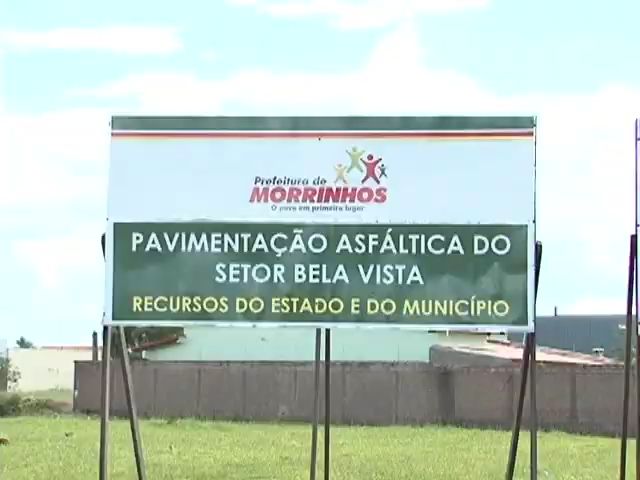 Prefeitura de
MORRINHOS
O povo em primeiro lugar
PAVIMENTAÇÃO ASFÁLTICA DO
SETOR BELA VISTA
RECURSOS DO ESTADO E DO MUNICÍPIO